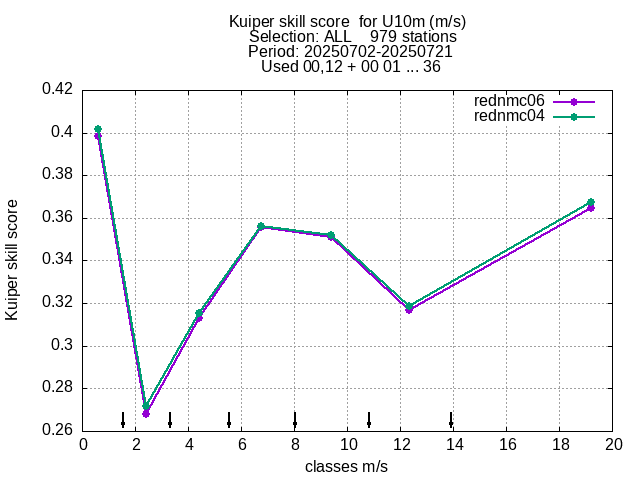 Kuiper skill score  for U10m (m/s)
Selection: ALL    979 stations
Period: 20250702-20250721
Used 00,12 + 00 01 ... 36
rednmc06
rednmc04
Kuiper skill score
0.42
0.4
0.38
0.36
0.34
0.32
0.3
0.28
0.26
0 2 4 6 8 10 12 14 16 18 20
classes m/s